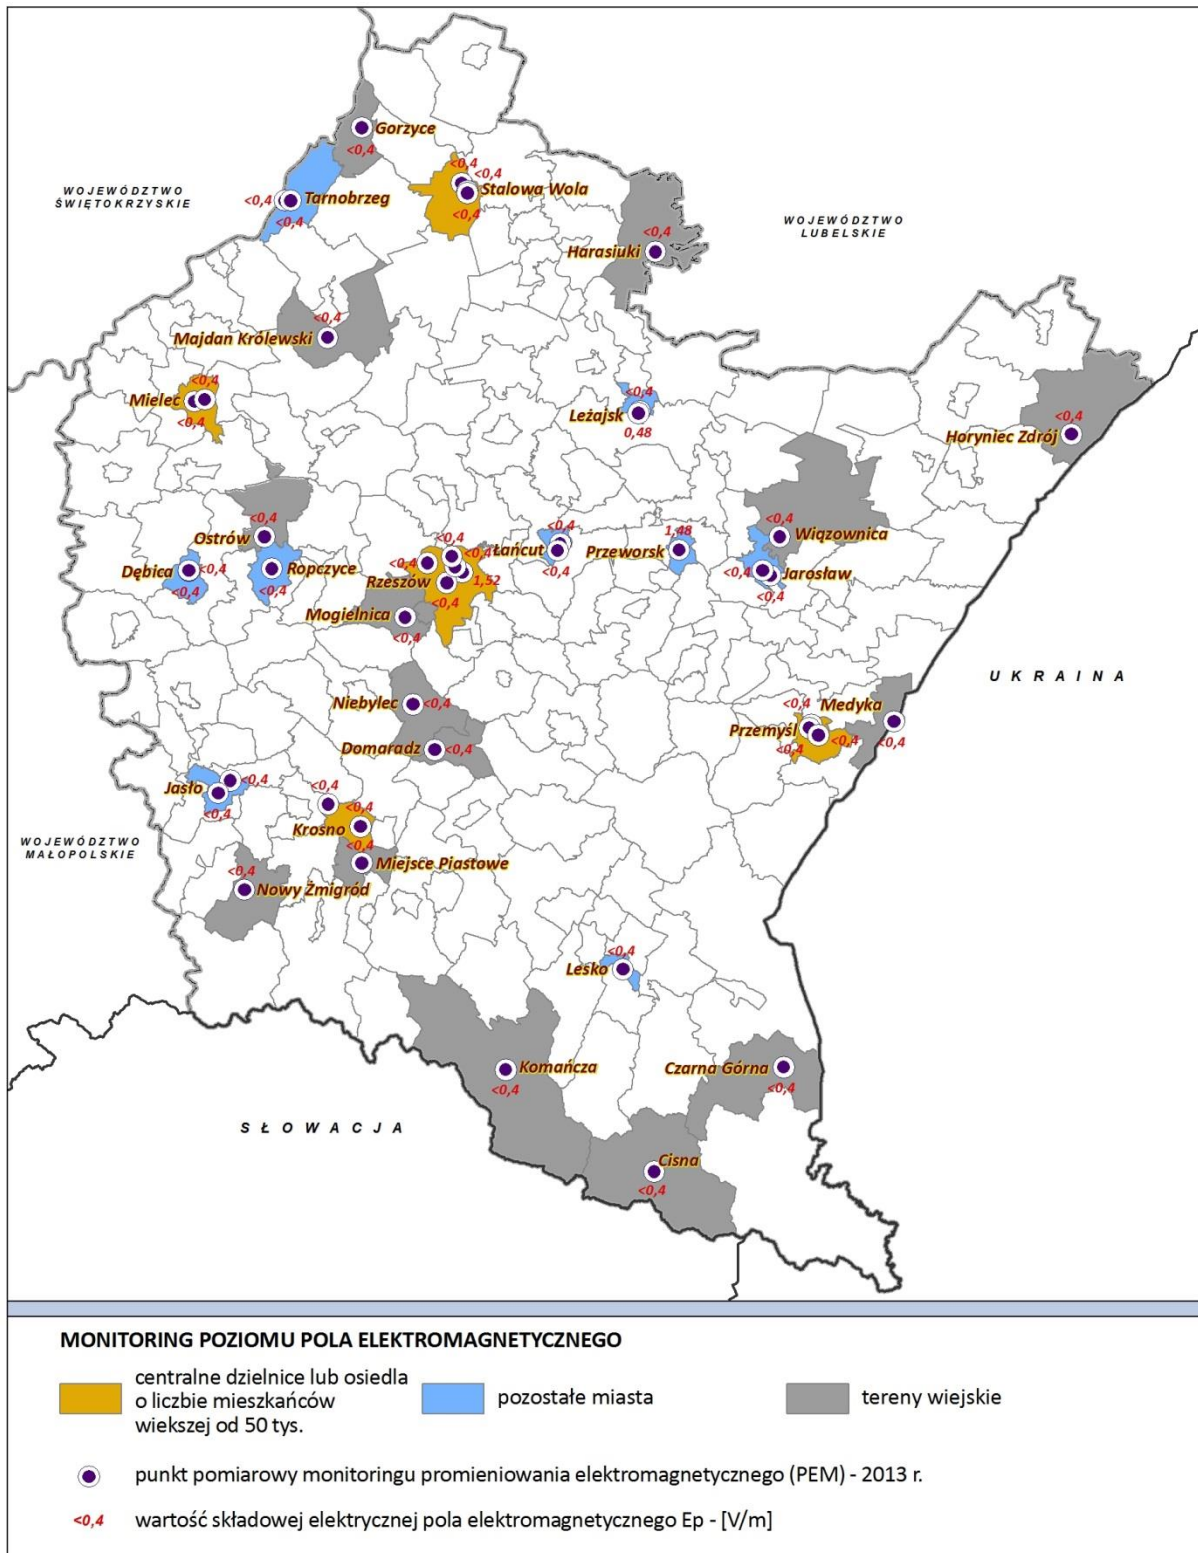 Gorzyce
<0,4
<0,4
<0,4
Stalowa Wola
<0,4
WOJEWÓDZTWO
ŚWIĘTOKRZYSKIE
<0,4
Tarnobrzeg
<0,4
WOJEWÓDZTWO
LUBELSKIE
<0,4
Harasiuki
<0,4
Majdan Królewski
<0,4
Mielec
<0,4
<0,4
Leżajsk
0,48
<0,4
Horyniec Zdrój
<0,4
Ostrów
<0,4
Dębica
<0,4
<0,4
Ropczyce
<0,4
<0,4
<0,4
<0,4
Rzeszów
1,52
<0,4
<0,4
Łańcut
<0,4
1,48
Przeworsk
<0,4
Wiązownica
<0,4
Jarosław
<0,4
Mogielnica
<0,4
UKRAINA
Niebylec
<0,4
Domaradz
<0,4
<0,4
Medyka
Przemyśl
<0,4
<0,4
<0,4
Jasło
<0,4
<0,4
<0,4
<0,4
Krosno
<0,4
Miejsce Piastowe
WOJEWÓDZTWO
MAŁOPOLSKIE
<0,4
Nowy Żmigród
<0,4
Lesko
Komańcza
<0,4
Czarna Górna
<0,4
SŁOWACJA
Cisna
<0,4
MONITORING POZIOMU POLA ELEKTROMAGNETYCZNEGO
centralne dzielnice lub osiedla
o liczbie mieszkańców
wiekszej od 50 tys.
pozostałe miasta
tereny wiejskie
punkt pomiarowy monitoringu promieniowania elektromagnetycznego (PEM) - 2013 r.
<0,4 wartość składowej elektrycznej pola elektromagnetycznego Ep - [V/m]